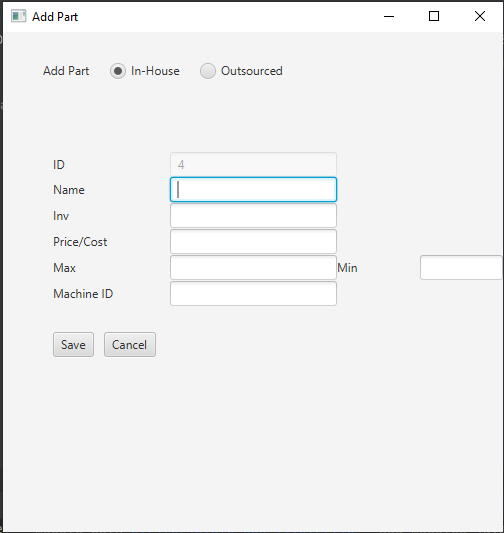 Add Part
Add Part In-House Outsourced
ID 4
Name
Inv
Price/Cost
Max Min
Machine ID
Save Cancel